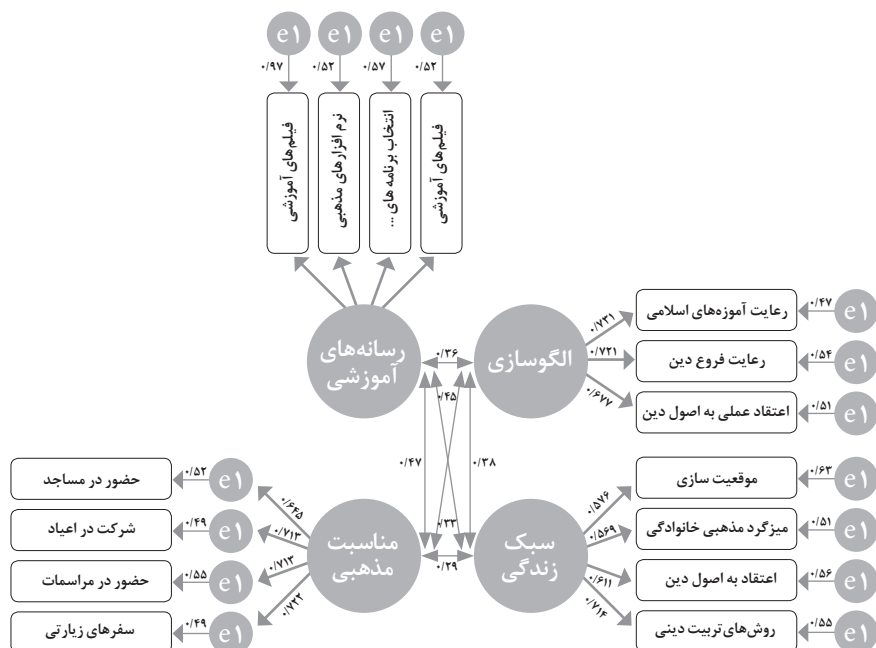 e۱ e۱ e۱ e۱
۰/۹۷ ۰/۵۲ ۰/۵۷ ۰/۵۲
فیلم‌های آموزشی
نرم افزارهای مذهبی
انتخاب برنامه های ...
فیلم‌های آموزشی
رسانه‌های
آموزشی
الگوسازی
۰/۳۶
۰/۴۵
۰/۴۷
۰/۳۸
۰/۳۳
۰/۲۹
۰/۷۳۱
رعایت آموزه‌های اسلامی
۰/۴۷
e۱
۰/۷۲۱
رعایت فروع دین
۰/۵۴
e۱
۰/۶۷۷
اعتقاد عملی به اصول دین
۰/۵۱
e۱
مناسبت
مذهبی
سبک
زندگی
۰/۵۷۶
موقعیت سازی
۰/۶۳
e۱
۰/۵۶۹
میزگرد مذهبی خانوادگی
۰/۵۱
e۱
۰/۶۱۱
اعتقاد به اصول دین
۰/۵۶
e۱
۰/۷۱۴
روش‌های تربیت دینی
۰/۵۵
e۱
حضور در مساجد
۰/۵۲
e۱
۰/۶۴۵
شرکت در اعیاد
۰/۴۹
e۱
۰/۷۱۳
حضور در مراسمات
۰/۵۵
e۱
۰/۷۱۳
سفرهای زیارتی
۰/۴۹
e۱
۰/۷۲۲